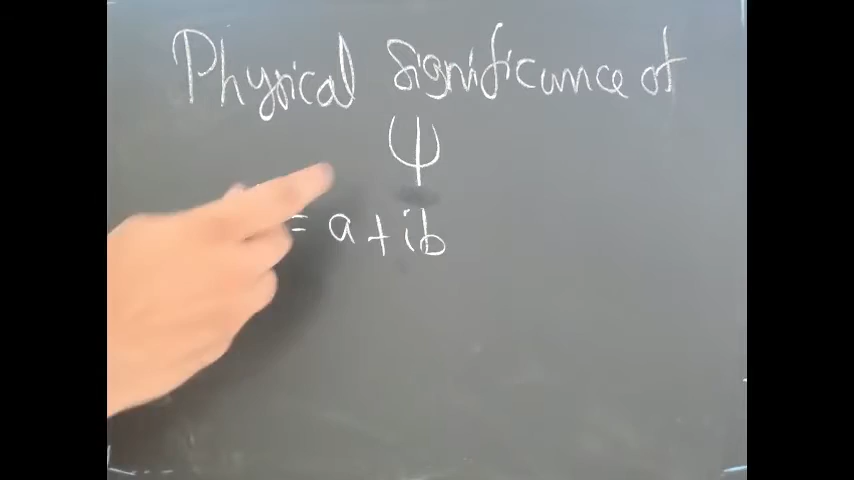 Physical Significance of
Ψ
= a + ib